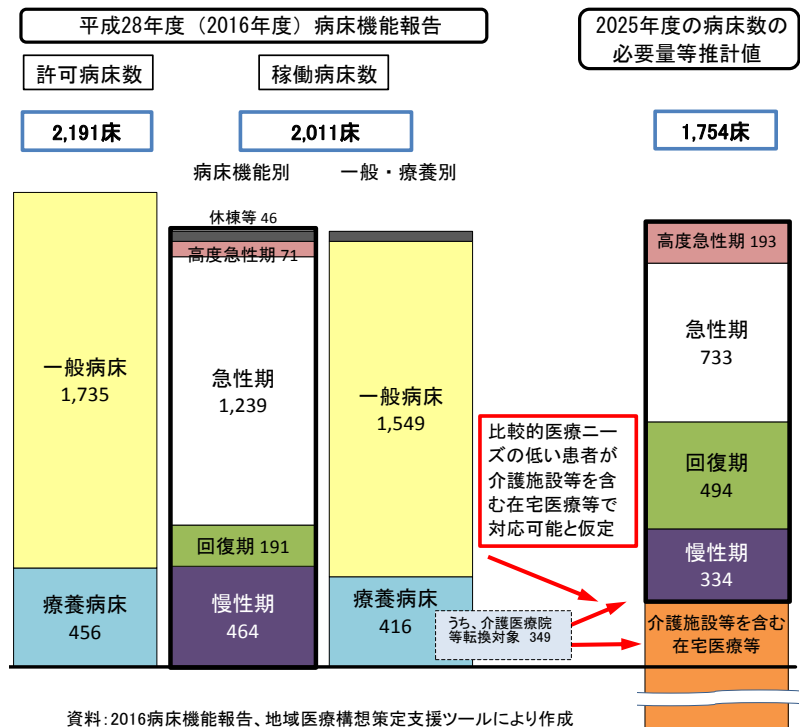 平成28年度（2016年度）病床機能報告
2025年度の病床数の
必要量等推計値
許可病床数
稼働病床数
2,191床
2,011床
1,754床
病床機能別
一般・療養別
休棟等 46
高度急性期 71
高度急性期 193
一般病床
1,735
急性期
1,239
一般病床
1,549
急性期
733
比較的医療ニー
ズの低い患者が
介護施設等を含
む在宅医療等で
対応可能と仮定
回復期
494
回復期 191
慢性期
334
療養病床
456
慢性期
464
療養病床
416
うち、介護医療院
等転換対象 349
介護施設等を含む
在宅医療等
資料：2016病床機能報告、地域医療構想策定支援ツールにより作成